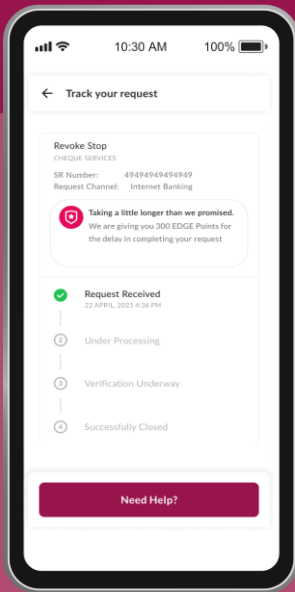 10:30 AM 100%
Track your request
Revoke Stop
CHEQUE SERVICES
SR Number: 49494949494949
Request Channel: Internet Banking
Taking a little longer than we promised.
We are giving you 300 EDGE Points for
the delay in completing your request
Request Received
22 APRIL, 2021 4:36 PM
2 Under Processing
3 Verification Underway
4 Successfully Closed
Need Help?